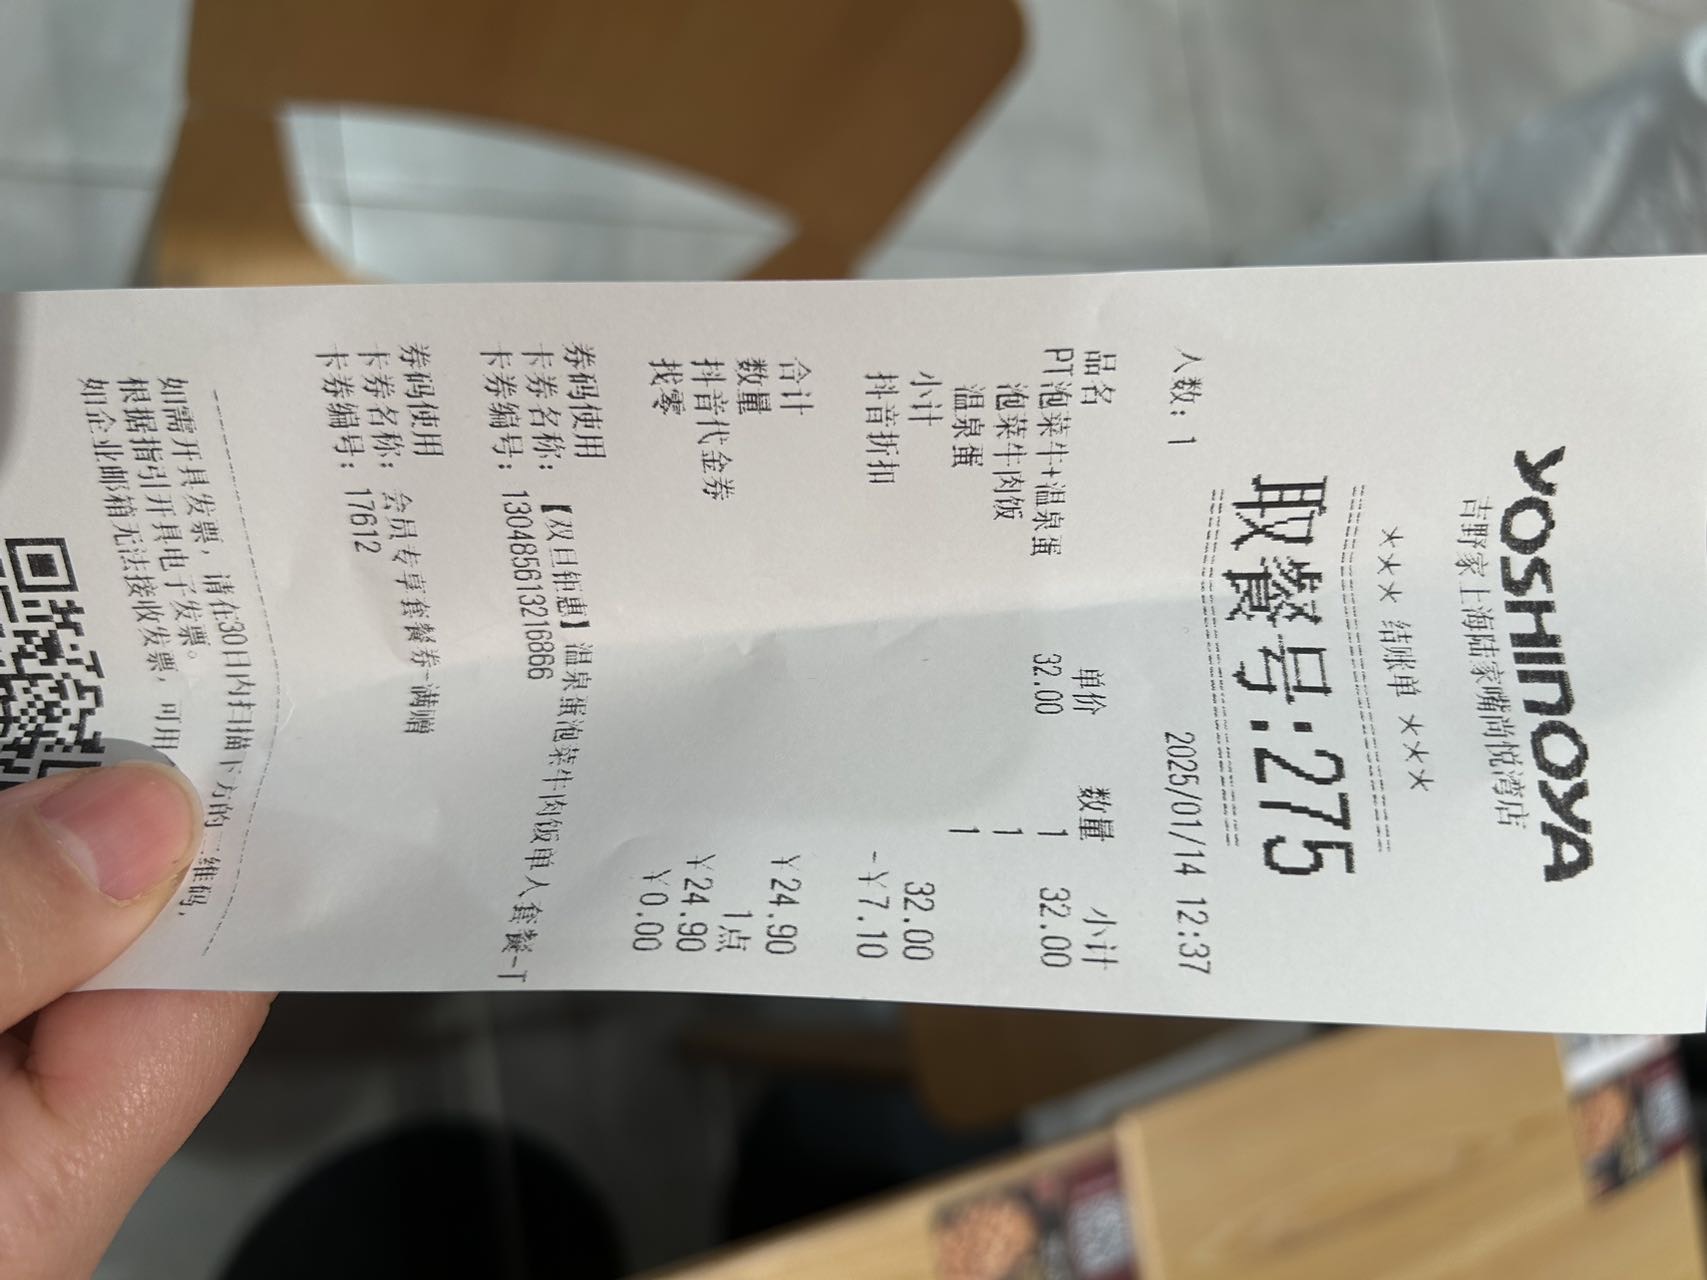 YOSHINOYA
吉野家上海陆家嘴尚悦湾店
*** 结账单 ***
取餐号:275
人数: 1 2025/01/14 12:37
品名 单价 数量 小计
PT泡菜牛+温泉蛋 32.00 1 32.00
泡菜牛肉饭 1
温泉蛋 1
小计 32.00
抖音折扣 -￥7.10
合计 ￥24.90
数量 1点
抖音代金券 ￥24.90
找零 ￥0.00
券码使用
卡券名称: 【双旦钜惠】温泉蛋泡菜牛肉饭单人套餐-T
卡券编号: 1304856132168​66
券码使用
卡券名称: 会员专享套餐券-满赠
卡券编号: 17612
如需开具发票, 请在30日内扫描下方的二维码,
根据指引开具电子发票。
如企业邮箱无法接收发票, 可用